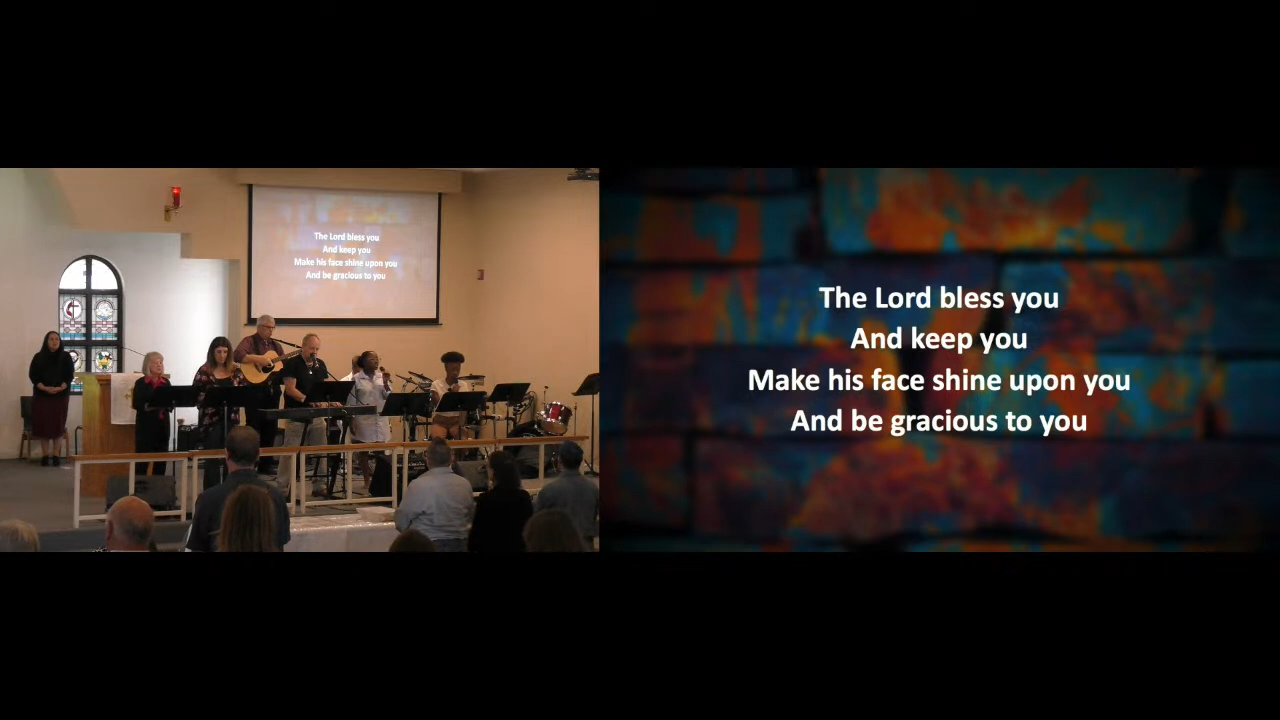 The Lord bless you
And keep you
Make his face shine upon you
And be gracious to you
The Lord bless you
And keep you
Make his face shine upon you
And be gracious to you